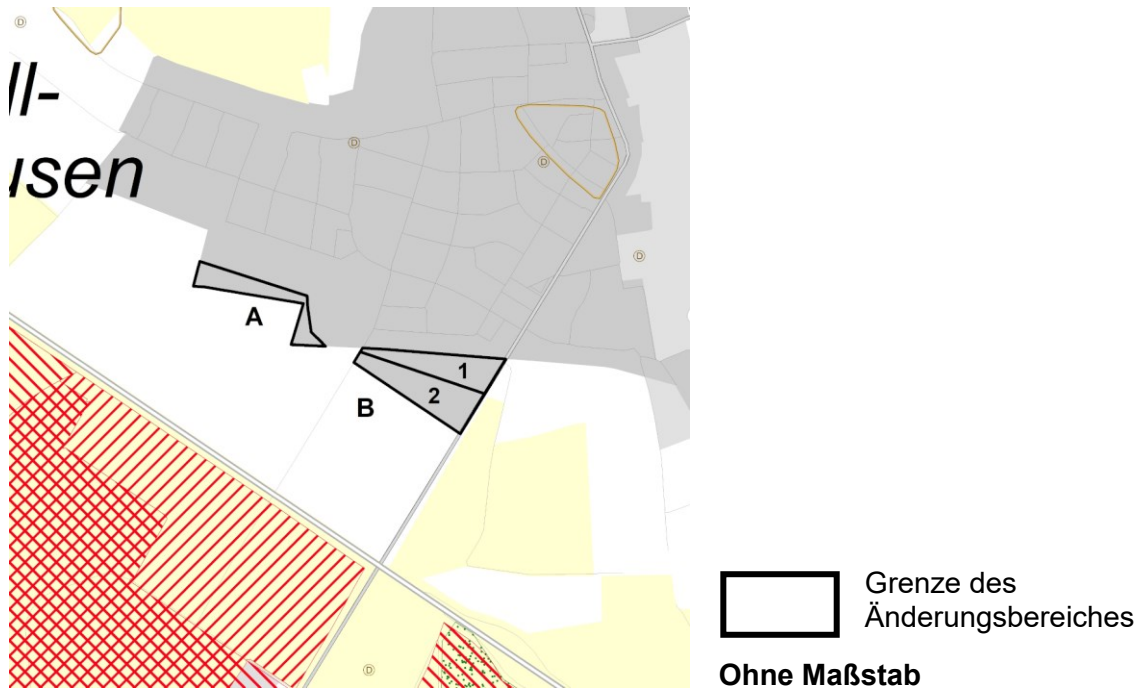 Ⓓ
ll-
usen
Ⓓ
Ⓓ
Ⓓ
A
1
2
B
Ⓓ
Grenze des
Änderungsbereiches
Ohne Maßstab